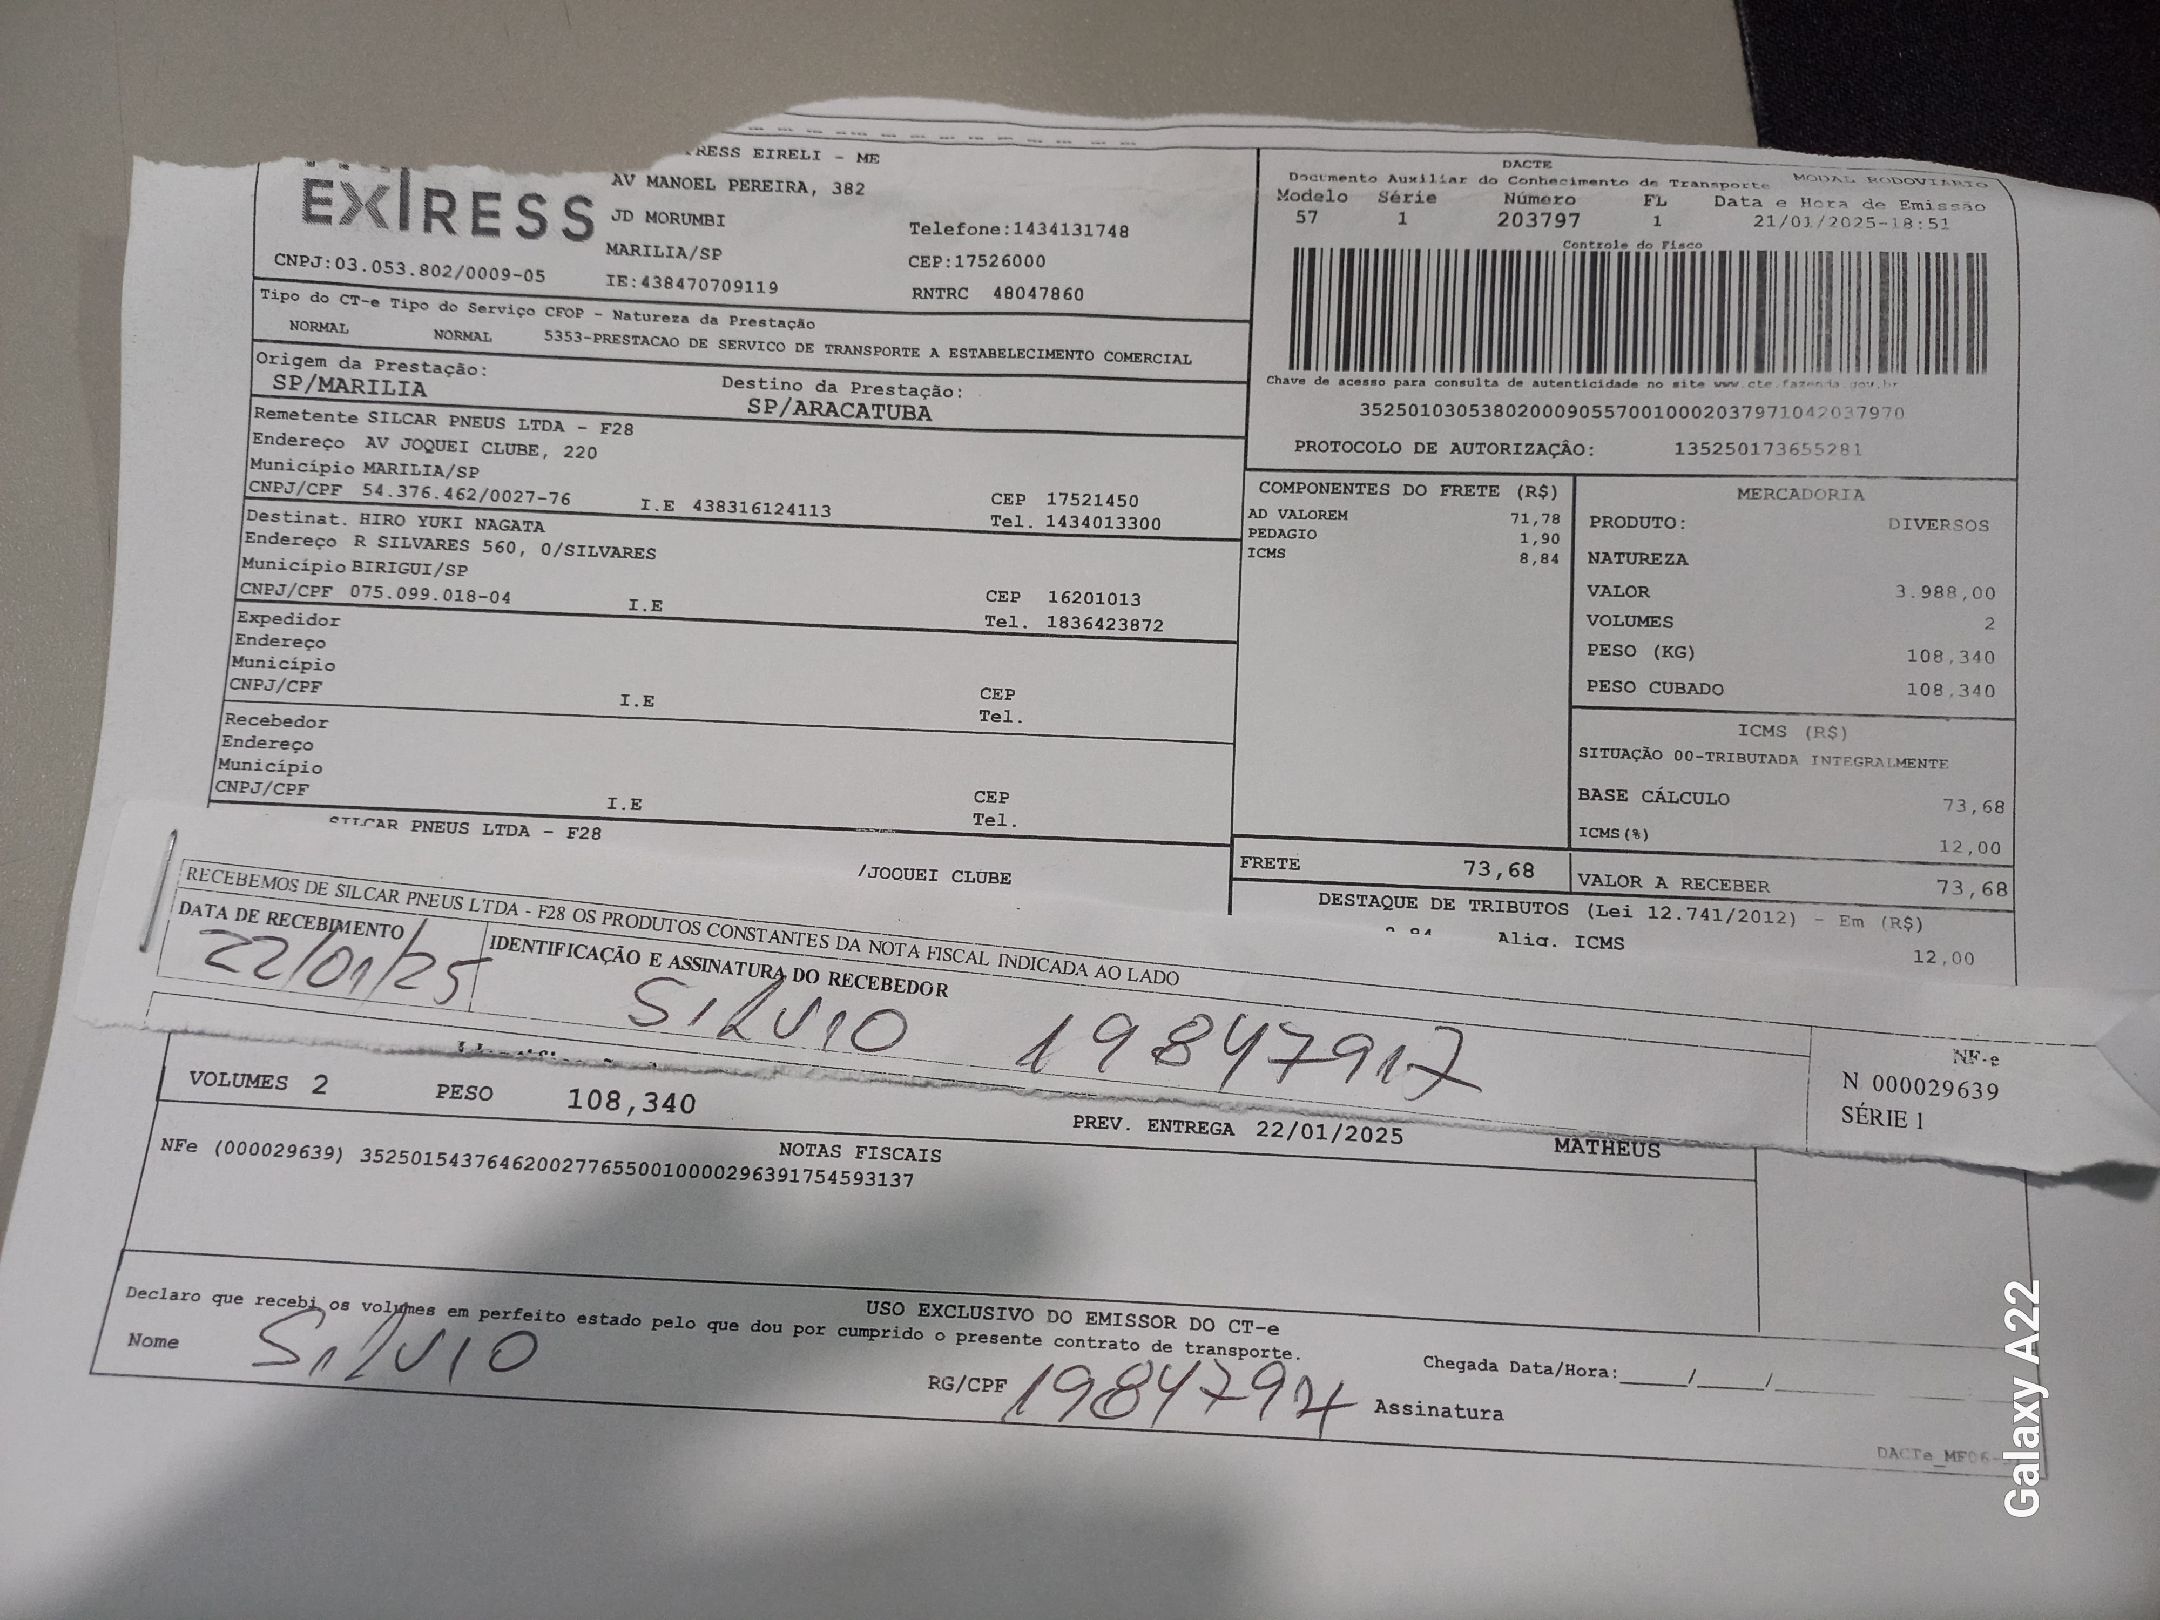 EXPRESS
RESS EIRELI - ME
AV MANOEL PEREIRA, 382
JD MORUMBI
MARILIA/SP
IE:438470709119
Telefone:1434131748
CEP:17526000
RNTRC 48047860
CNPJ:03.053.802/0009-05
DACTE
Documento Auxiliar do Conhecimento de Transporte MODAL RODOVIÁRIO
Modelo Série Número FL Data e Hora de Emissão
57 1 203797 1 21/01/2025-18:51
Controle do Fisco
Chave de acesso para consulta de autenticidade no site www.cte.fazenda.gov.br
35250103053802000905570010002037971042037970
PROTOCOLO DE AUTORIZAÇÃO: 135250173655281
Tipo do CT-e Tipo do Serviço CFOP - Natureza da Prestação
NORMAL NORMAL 5353-PRESTACAO DE SERVICO DE TRANSPORTE A ESTABELECIMENTO COMERCIAL
Origem da Prestação: Destino da Prestação:
SP/MARILIA SP/ARACATUBA
Remetente SILCAR PNEUS LTDA - F28
Endereço AV JOQUEI CLUBE, 220
Município MARILIA/SP
CNPJ/CPF 54.376.462/0027-76 I.E 438316124113 CEP 17521450
Tel. 1434013300
Destinat. HIRO YUKI NAGATA
Endereço R SILVARES 560, 0/SILVARES
Município BIRIGUI/SP
CNPJ/CPF 075.099.018-04 I.E CEP 16201013
Tel. 1836423872
Expedidor
Endereço
Município
CNPJ/CPF I.E CEP
Tel.
Recebedor
Endereço
Município
CNPJ/CPF I.E CEP
Tel.
SILCAR PNEUS LTDA - F28
/JOQUEI CLUBE
COMPONENTES DO FRETE (R$)
AD VALOREM 71,78
PEDAGIO 1,90
ICMS 8,84
MERCADORIA
PRODUTO: DIVERSOS
NATUREZA
VALOR 3.988,00
VOLUMES 2
PESO (KG) 108,340
PESO CUBADO 108,340
ICMS (R$)
SITUAÇÃO 00-TRIBUTADA INTEGRALMENTE
BASE CÁLCULO 73,68
ICMS(%) 12,00
FRETE 73,68 VALOR A RECEBER 73,68
DESTAQUE DE TRIBUTOS (Lei 12.741/2012) - Em (R$)
Aliq. ICMS 12,00
RECEBEMOS DE SILCAR PNEUS LTDA - F28 OS PRODUTOS CONSTANTES DA NOTA FISCAL INDICADA AO LADO
DATA DE RECEBIMENTO IDENTIFICAÇÃO E ASSINATURA DO RECEBEDOR
22/01/25 SILVIO 19847917
NF-e
N 000029639
SÉRIE 1
VOLUMES 2 PESO 108,340 PREV. ENTREGA 22/01/2025 MATHEUS
NOTAS FISCAIS
NFe (000029639) 35250154376462002776550010000296391754593137
USO EXCLUSIVO DO EMISSOR DO CT-e
Declaro que recebi os volumes em perfeito estado pelo que dou por cumprido o presente contrato de transporte.
Nome SILVIO RG/CPF Assinatura
Chegada Data/Hora:_____/_____/_____
DACTe_MF06-
Galaxy A22